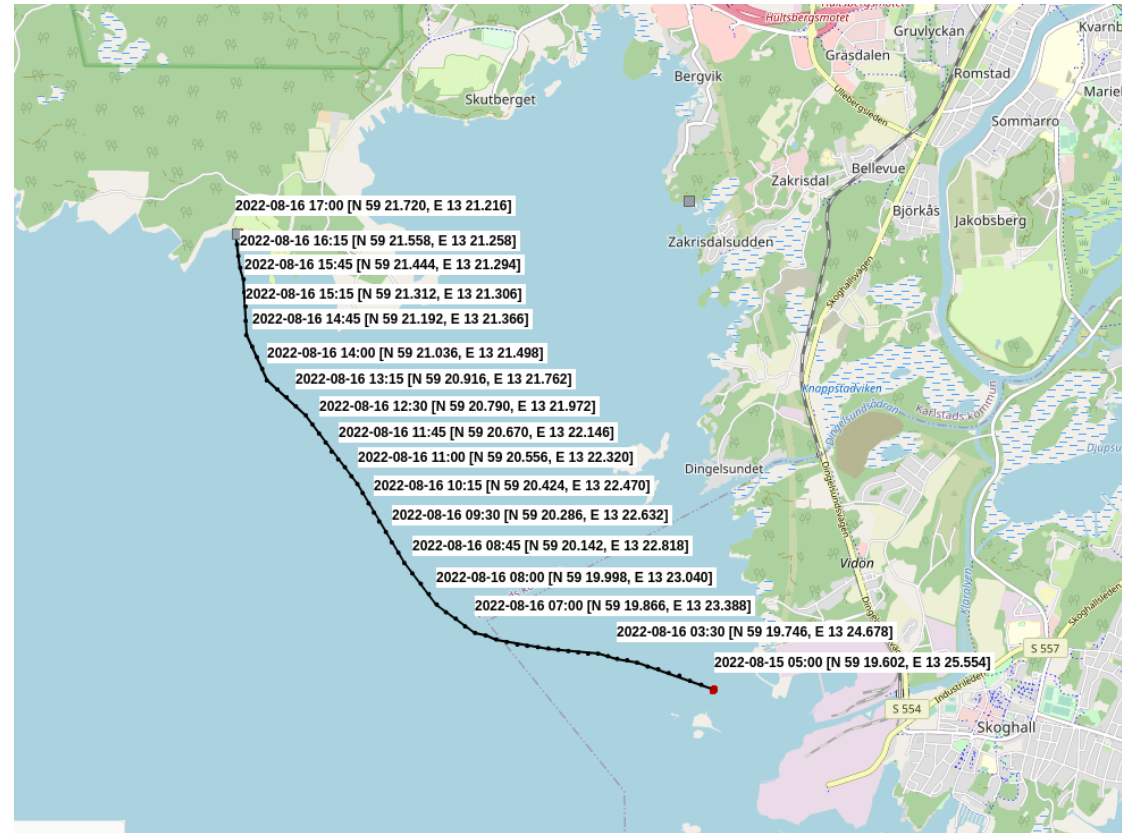 Hultsbergsmotet
Gruvlyckan
Kvarnb
Gräsdalen
Bergvik
Romstad
Skutberget
Ullebergsleden
Mariel
Sommarro
Bellevue
Zakrisdal
2022-08-16 17:00 [N 59 21.720, E 13 21.216]
Björkås
Jakobsberg
2022-08-16 16:15 [N 59 21.558, E 13 21.258]
Zakrisdalsudden
2022-08-16 15:45 [N 59 21.444, E 13 21.294]
Skoghallsvägen
2022-08-16 15:15 [N 59 21.312, E 13 21.306]
2022-08-16 14:45 [N 59 21.192, E 13 21.366]
2022-08-16 14:00 [N 59 21.036, E 13 21.498]
2022-08-16 13:15 [N 59 20.916, E 13 21.762]
Knappstadviken
2022-08-16 12:30 [N 59 20.790, E 13 21.972]
Karlstads kommun
Dingelsundsådran
2022-08-16 11:45 [N 59 20.670, E 13 22.146]
Djupsu
2022-08-16 11:00 [N 59 20.556, E 13 22.320]
Dingelsundet
2022-08-16 10:15 [N 59 20.424, E 13 22.470]
Dingelsundsvägen
2022-08-16 09:30 [N 59 20.286, E 13 22.632]
2022-08-16 08:45 [N 59 20.142, E 13 22.818]
Vidön
2022-08-16 08:00 [N 59 19.998, E 13 23.040]
Klarälven
Skoghallsleden
2022-08-16 07:00 [N 59 19.866, E 13 23.388]
2022-08-16 03:30 [N 59 19.746, E 13 24.678]
S 557
2022-08-15 05:00 [N 59 19.602, E 13 25.554]
Industrileden
S 554
Skoghall